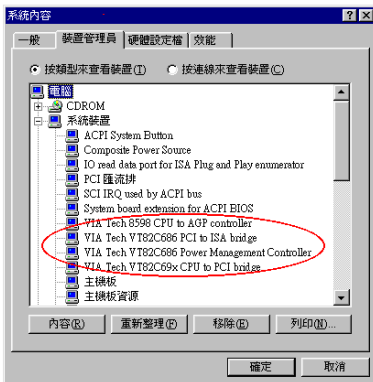 系統內容
一般 裝置管理員 硬體設定檔 效能
按類型來查看裝置(I) 按連線來查看裝置(C)
電腦
CDROM
系統裝置
ACPI System Button
Composite Power Source
IO read data port for ISA Plug and Play enumerator
PCI 匯流排
SCI IRQ used by ACPI bus
System board extension for ACPI BIOS
VIA Tech 8598 CPU to AGP controller
VIA Tech VT82C686 PCI to ISA bridge
VIA Tech VT82C686 Power Management Controller
VIA Tech VT82C69x CPU to PCI bridge
主機板
主機板資源
內容(R) 重新整理(F) 移除(E) 列印(N)...
確定 取消